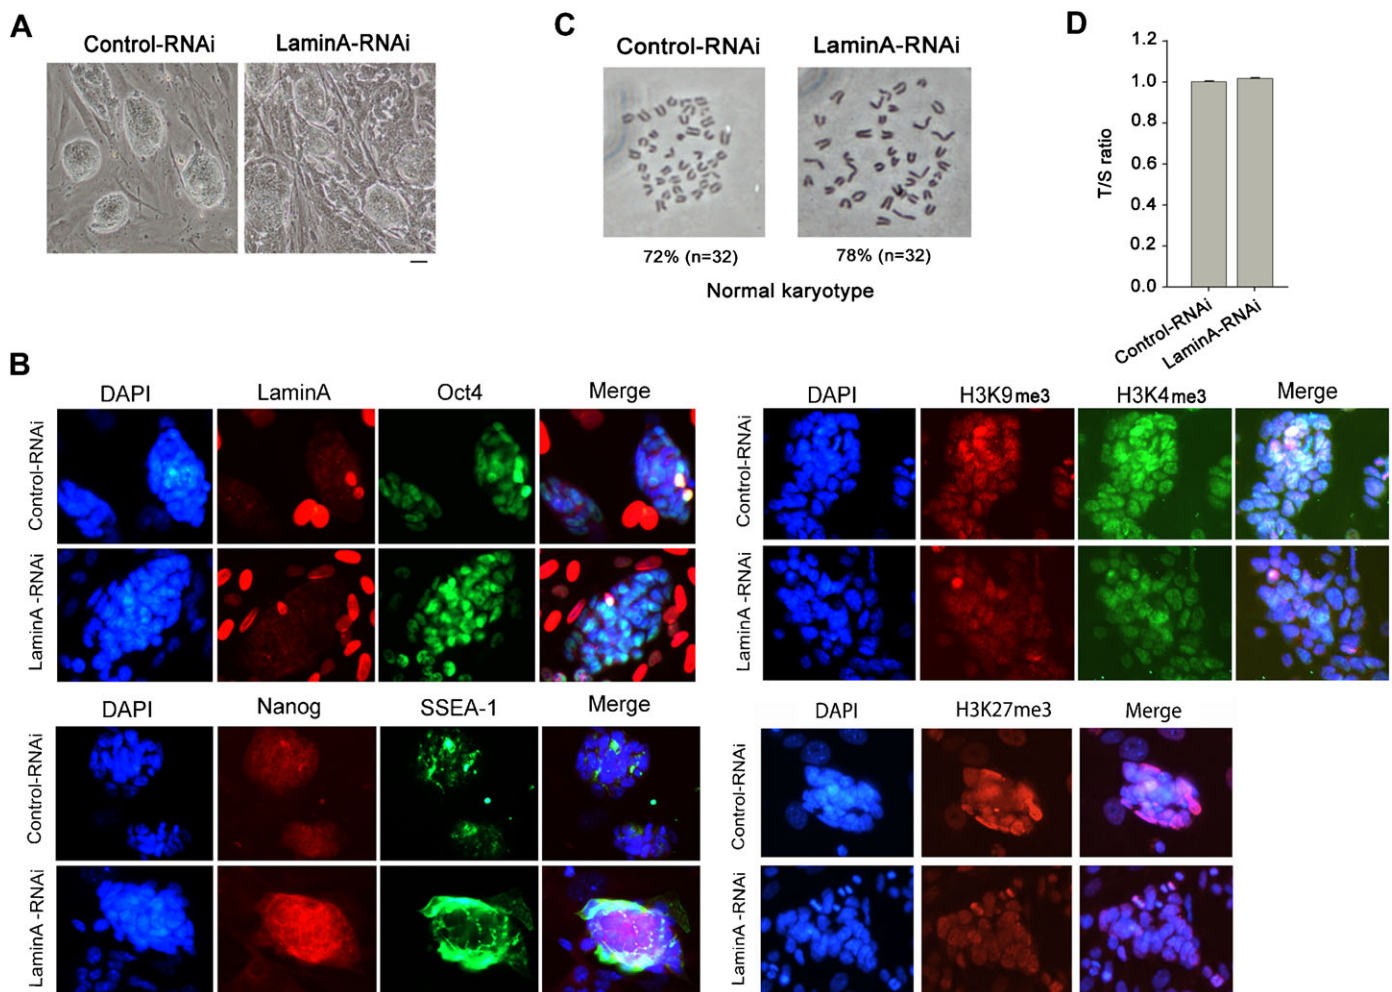 A
Control-RNAi LaminA-RNAi
C
Control-RNAi LaminA-RNAi
72% (n=32) 78% (n=32)
Normal karyotype
D
1.2
1.0
0.8
0.6
0.4
0.2
0.0
T/S ratio
Control-RNAi
LaminA-RNAi
B
DAPI LaminA Oct4 Merge
Control-RNAi
LaminA -RNAi
DAPI Nanog SSEA-1 Merge
Control-RNAi
LaminA -RNAi
DAPI H3K9me3 H3K4me3 Merge
Control-RNAi
LaminA -RNAi
DAPI H3K27me3 Merge
Control-RNAi
LaminA -RNAi